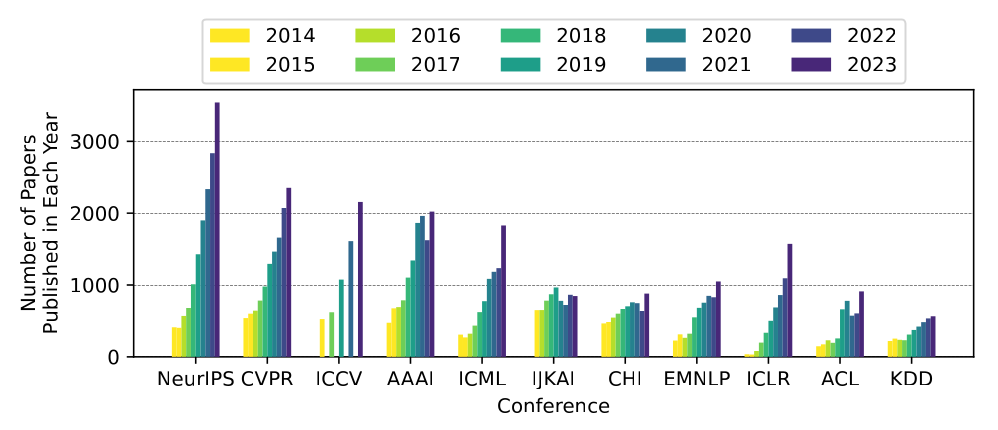 2014 2016 2018 2020 2022
2015 2017 2019 2021 2023
Number of Papers
Published in Each Year
3000
2000
1000
0
NeurIPS CVPR ICCV AAAI ICML IJKAI CHI EMNLP ICLR ACL KDD
Conference